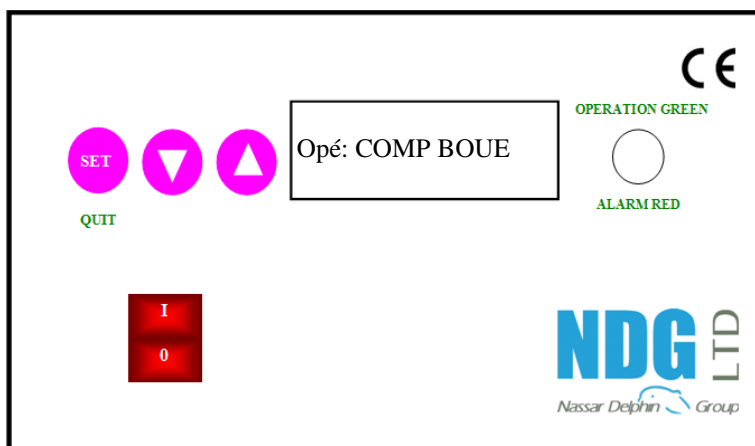 CE
OPERATION GREEN
Opé: COMP BOUE
SET
ALARM RED
QUIT
I
0
NDG LTD
Nassar Delphin Group